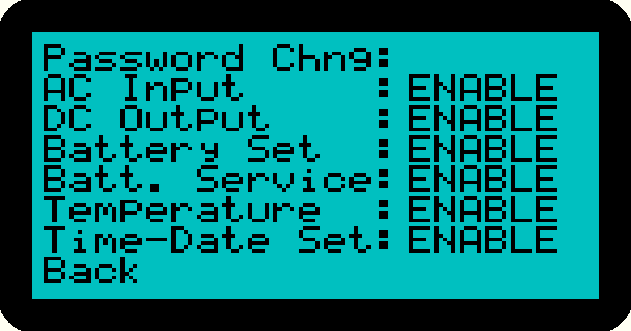 Password Chng:
AC Input : ENABLE
DC Output : ENABLE
Battery Set : ENABLE
Batt. Service: ENABLE
Temperature : ENABLE
Time-Date Set: ENABLE
Back